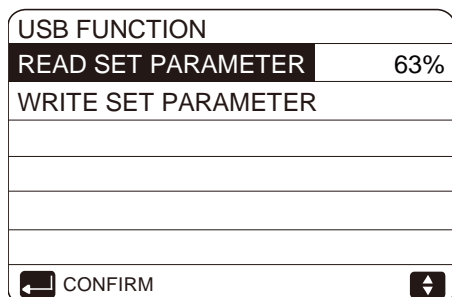 USB FUNCTION
READ SET PARAMETER 63%
WRITE SET PARAMETER
CONFIRM